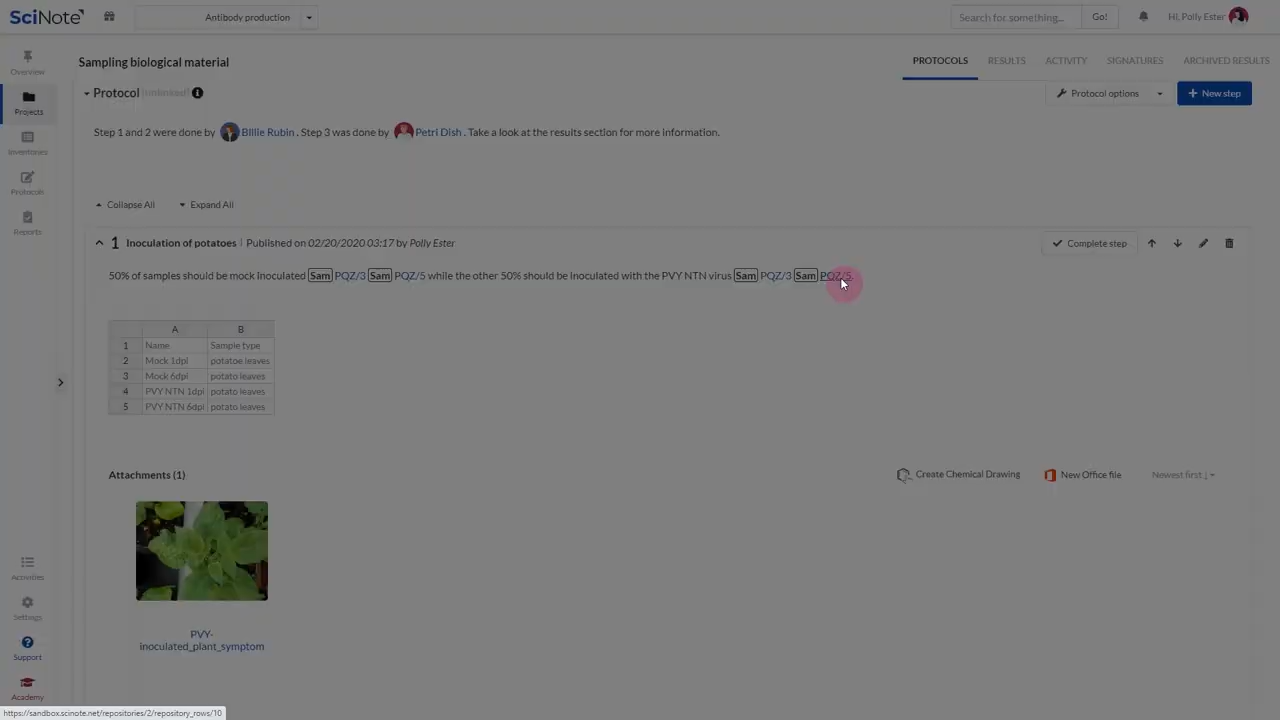 SciNote
Antibody production
Search for something...
Go!
Hi, Polly Ester
Overview
Projects
Inventories
Protocols
Reports
Activities
Settings
Support
Academy
Sampling biological material
PROTOCOLS
RESULTS
ACTIVITY
SIGNATURES
ARCHIVED RESULTS
Protocol (unlinked)
Protocol options
New step
Step 1 and 2 were done by Billie Rubin . Step 3 was done by Petri Dish . Take a look at the results section for more information.
Collapse All
Expand All
1 Inoculation of potatoes | Published on 02/20/2020 03:17 by Polly Ester
Complete step
50% of samples should be mock inoculated Sam PQZ/3 Sam PQZ/5 while the other 50% should be inoculated with the PVY NTN virus Sam PQZ/3 Sam PQZ/5.
A B
1 Name Sample type
2 Mock 1dpI potatoe leaves
3 Mock 6dpI potato leaves
4 PVY NTN 1dpI potato leaves
5 PVY NTN 6dpI potato leaves
Attachments (1)
Create Chemical Drawing
New Office file
Newest first ↓
PVY-
inoculated_plant_symptom
https://sandbox.scinote.net/repositories/2/repository_rows/10